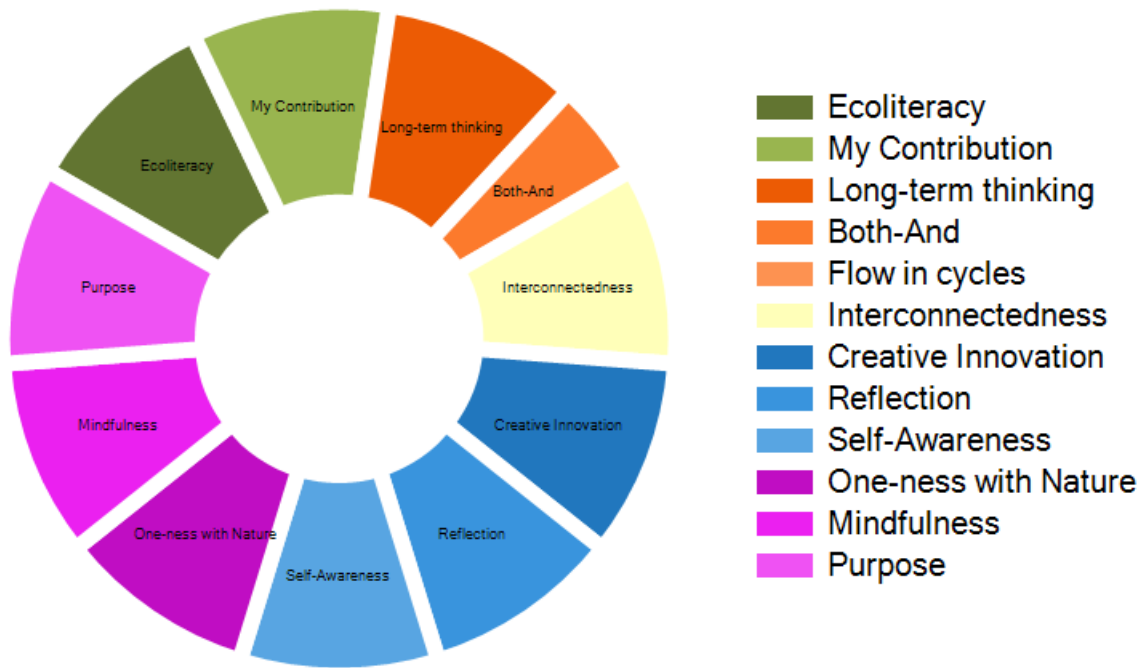 My Contribution
Long-term thinking
Ecoliteracy
Both-And
Purpose
Interconnectedness
Mindfulness
Creative Innovation
One-ness with Nature
Reflection
Self-Awareness
Ecoliteracy
My Contribution
Long-term thinking
Both-And
Flow in cycles
Interconnectedness
Creative Innovation
Reflection
Self-Awareness
One-ness with Nature
Mindfulness
Purpose